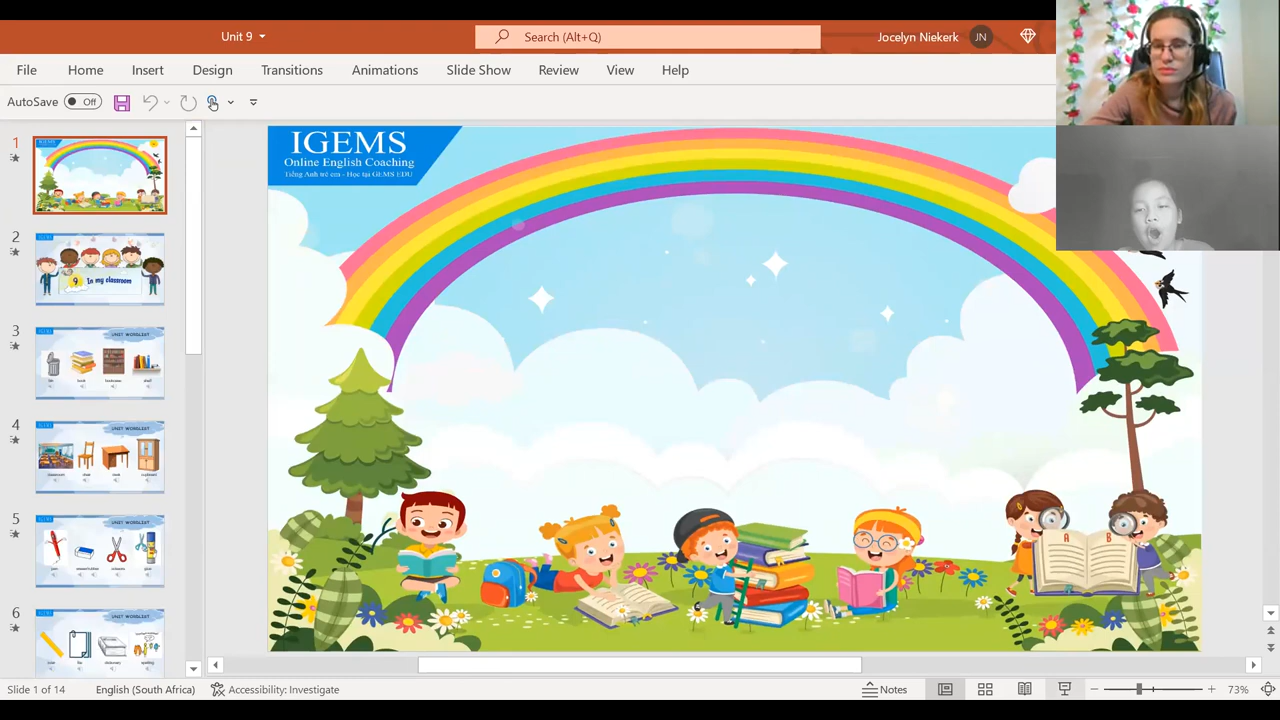 Unit 9
Search (Alt+Q)
Jocelyn Niekerk
JN
File Home Insert Design Transitions Animations Slide Show Review View Help
AutoSave Off
1
2
3
4
5
6
9 In my classroom
UNIT WORDLIST
UNIT WORDLIST
UNIT WORDLIST
UNIT WORDLIST
IGEMS
Online English Coaching
Tiếng Anh trẻ em - Học tại GEMS EDU
A B
Slide 1 of 14
English (South Africa)
Accessibility: Investigate
Notes
73%